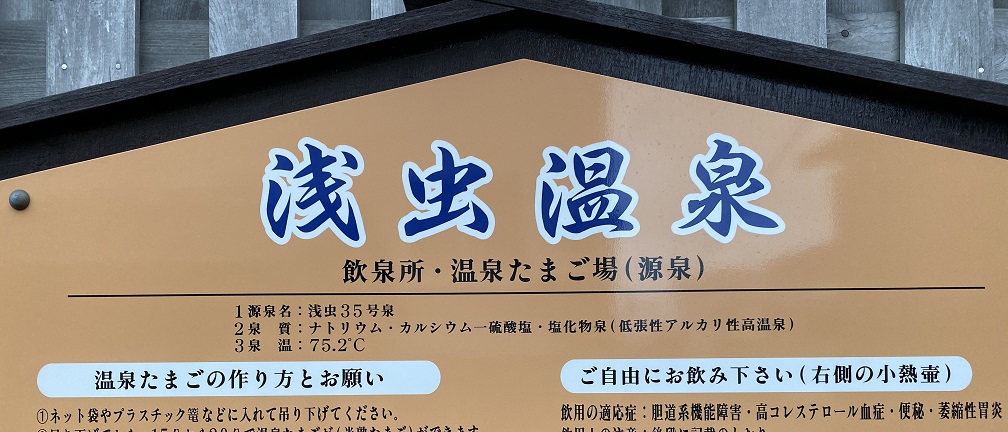 浅虫温泉
飲泉所・温泉たまご場(源泉)
1源泉名：浅虫35号泉
2泉　質：ナトリウム・カルシウムー硫酸塩・塩化物泉(低張性アルカリ性高温泉)
3泉　温：75.2℃
温泉たまごの作り方とお願い
①ネット袋やプラスチック篭などに入れて吊り下げてください。
ご自由にお飲み下さい(右側の小熱壷)
飲用の適応症：胆道系機能障害・高コレステロール血症・便秘・萎縮性胃炎